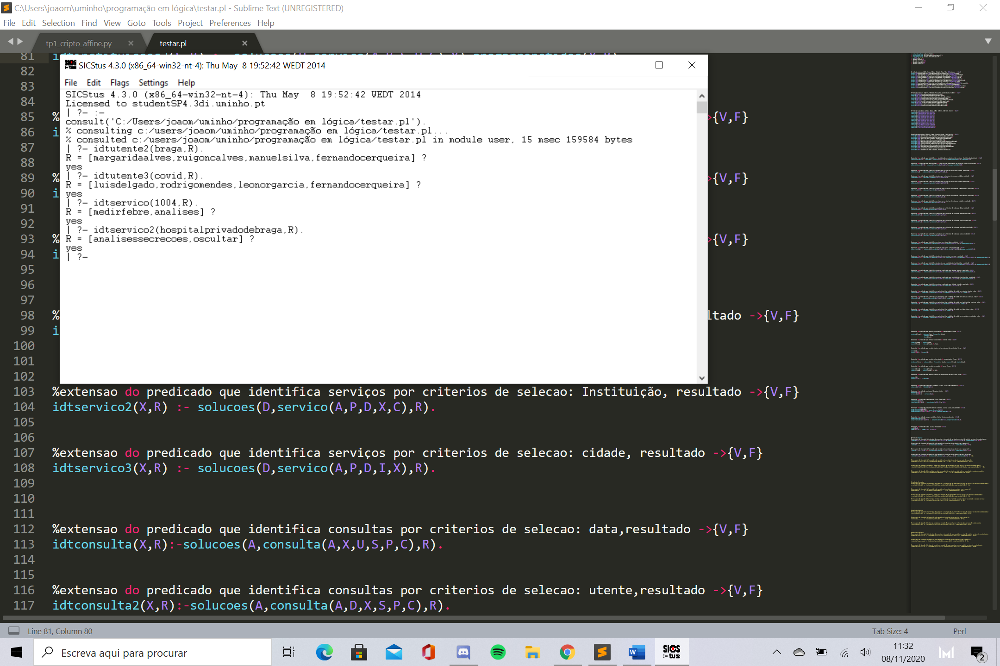 C:\Users\joaom\uminho\programação em lógica\testar.pl - Sublime Text (UNREGISTERED)
File Edit Selection Find View Goto Tools Project Preferences Help
tp1_cripto_affine.py
testar.pl
81
SICStus 4.3.0 (x86_64-win32-nt-4): Thu May  8 19:52:42 WEDT 2014
File Edit Flags Settings Help
SICStus 4.3.0 (x86_64-win32-nt-4): Thu May  8 19:52:42 WEDT 2014
Licensed to studentSP4.3di.uminho.pt
| ?- :-
consult('C:/Users/joaom/uminho/programação em lógica/testar.pl').
% consulting c:/users/joaom/uminho/programação em lógica/testar.pl...
% consulted c:/users/joaom/uminho/programação em lógica/testar.pl in module user, 15 msec 159584 bytes
| ?- idtutente2(braga,R).
R = [margaridaalves,ruigoncalves,manuelsilva,fernandocerqueira] ?
yes
| ?- idtutente3(covid,R).
R = [luisdelgado,rodrigomendes,leonorgarcia,fernandocerqueira] ?
yes
| ?- idtservico(1004,R).
R = [medirfebre,analises] ?
yes
| ?- idtservico2(hospitalprivadodebraga,R).
R = [analisessecrecoes,oscultar] ?
yes
| ?-
82
83
84
85 % >{V,F}
86 i
87
88
89 % >{V,F}
90 i
91
92
93 % >{V,F}
94 i
95
96
97
98 % ltado ->{V,F}
99 i
100
101
102
103 %extensao do predicado que identifica serviços por criterios de selecao: Instituição, resultado ->{V,F}
104 idtservico2(X,R) :- solucoes(D,servico(A,P,D,X,C),R).
105
106
107 %extensao do predicado que identifica serviços por criterios de selecao: cidade, resultado ->{V,F}
108 idtservico3(X,R) :- solucoes(D,servico(A,P,D,I,X),R).
109
110
111
112 %extensao do predicado que identifica consultas por criterios de selecao: data,resultado ->{V,F}
113 idtconsulta(X,R):-solucoes(A,consulta(A,X,U,S,P,C),R).
114
115
116 %extensao do predicado que identifica consultas por criterios de selecao: utente,resultado ->{V,F}
117 idtconsulta2(X,R):-solucoes(A,consulta(A,D,X,S,P,C),R).
Line 81, Column 80
Tab Size: 4
Perl
Escreva aqui para procurar
SICS
:- tus
11:32
08/11/2020
2